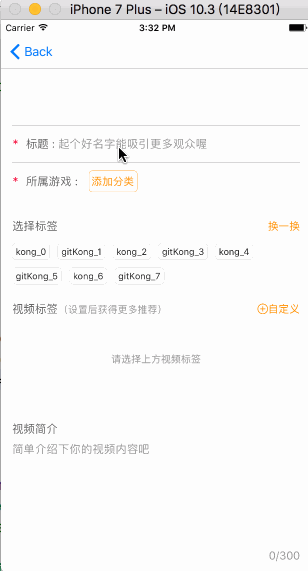 iPhone 7 Plus – iOS 10.3 (14E8301)
Carrier 3:32 PM
Back
* 标题 : 起个好名字能吸引更多观众喔
* 所属游戏 : 添加分类
选择标签 换一换
kong_0 gitKong_1 kong_2 gitKong_3 kong_4
gitKong_5 kong_6 gitKong_7
视频标签 (设置后获得更多推荐) 自定义
请选择上方视频标签
视频简介
简单介绍下你的视频内容吧
0/300